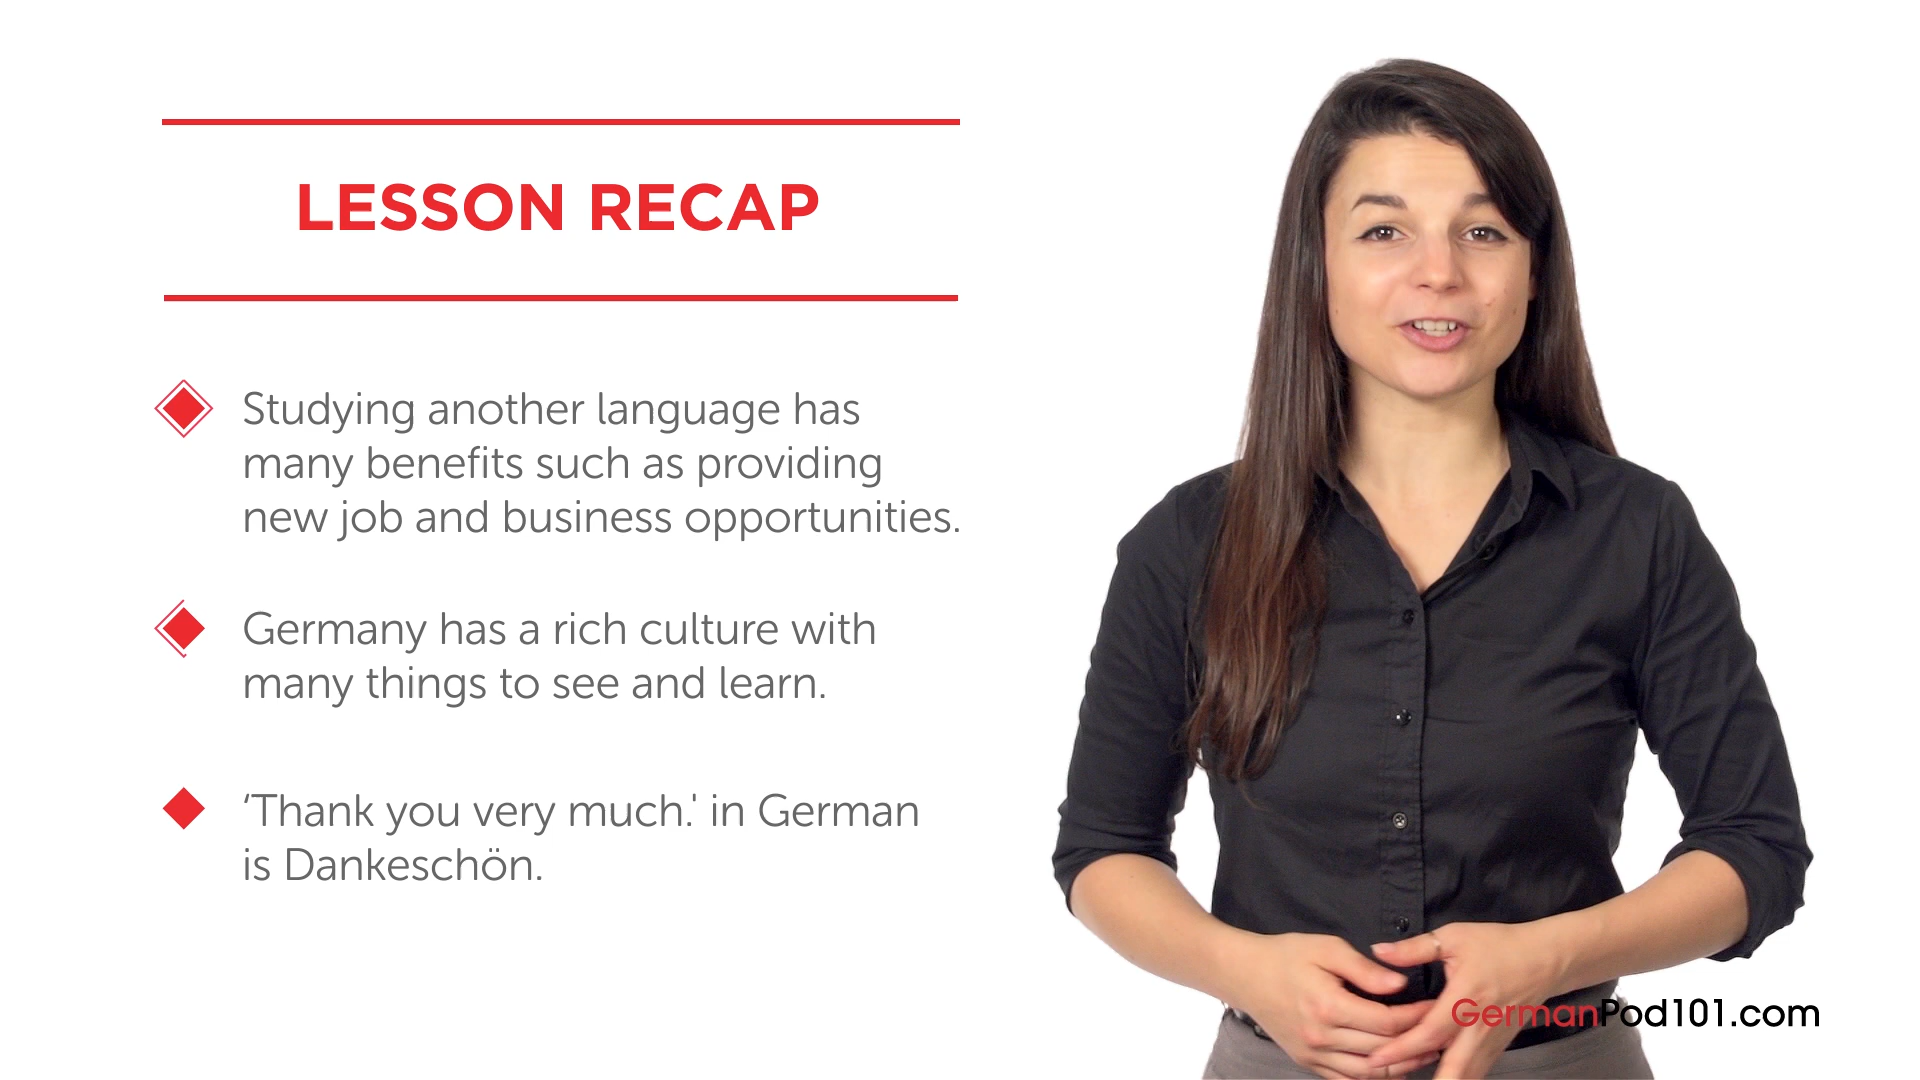 LESSON RECAP
Studying another language has
many benefits such as providing
new job and business opportunities.
Germany has a rich culture with
many things to see and learn.
‘Thank you very much.' in German
is Dankeschön.
GermanPod101.com